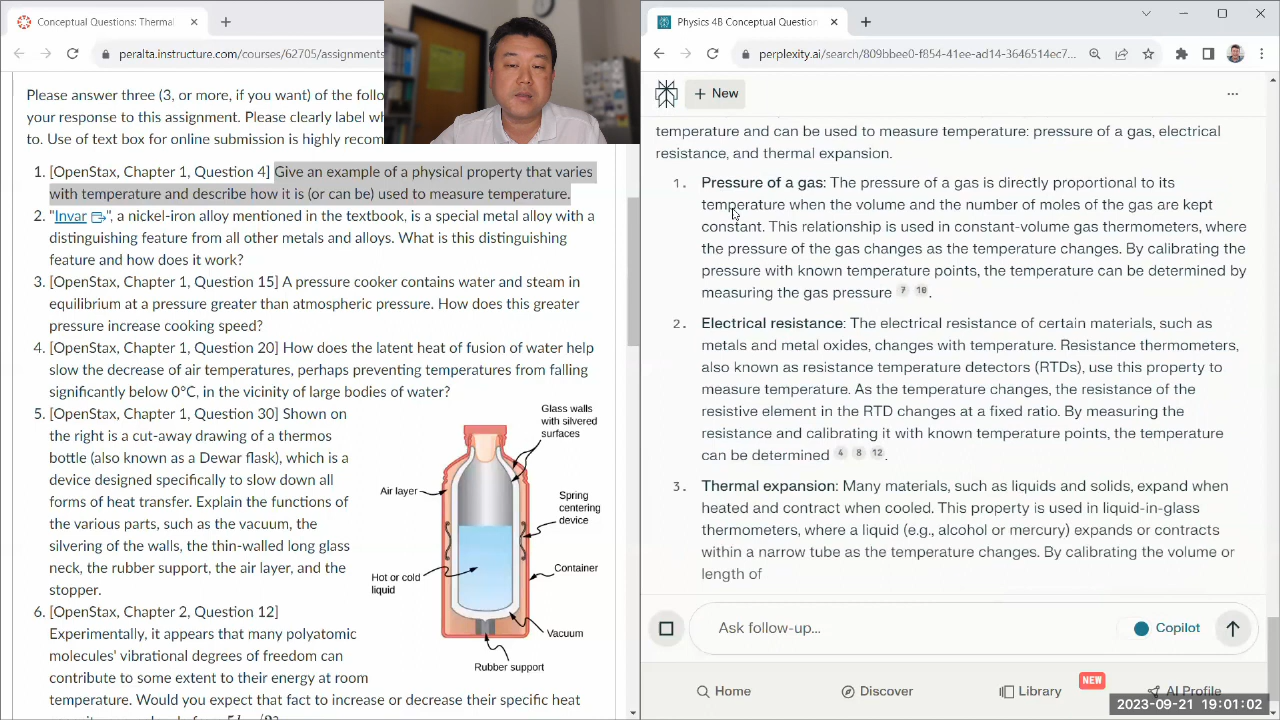 Conceptual Questions: Thermal
peralta.instructure.com/courses/62705/assignments
Please answer three (3, or more, if you want) of the follo
your response to this assignment. Please clearly label wh
to. Use of text box for online submission is highly recom
1. [OpenStax, Chapter 1, Question 4] Give an example of a physical property that varies
with temperature and describe how it is (or can be) used to measure temperature.
2. "Invar", a nickel-iron alloy mentioned in the textbook, is a special metal alloy with a
distinguishing feature from all other metals and alloys. What is this distinguishing
feature and how does it work?
3. [OpenStax, Chapter 1, Question 15] A pressure cooker contains water and steam in
equilibrium at a pressure greater than atmospheric pressure. How does this greater
pressure increase cooking speed?
4. [OpenStax, Chapter 1, Question 20] How does the latent heat of fusion of water help
slow the decrease of air temperatures, perhaps preventing temperatures from falling
significantly below 0°C, in the vicinity of large bodies of water?
5. [OpenStax, Chapter 1, Question 30] Shown on
the right is a cut-away drawing of a thermos
bottle (also known as a Dewar flask), which is a
device designed specifically to slow down all
forms of heat transfer. Explain the functions of
the various parts, such as the vacuum, the
silvering of the walls, the thin-walled long glass
neck, the rubber support, the air layer, and the
stopper.
Glass walls
with silvered
surfaces
Air layer
Spring
centering
device
Container
Hot or cold
liquid
Vacuum
Rubber support
6. [OpenStax, Chapter 2, Question 12]
Experimentally, it appears that many polyatomic
molecules' vibrational degrees of freedom can
contribute to some extent to their energy at room
temperature. Would you expect that fact to increase or decrease their specific heat
Physics 4B Conceptual Question
perplexity.ai/search/809bbee0-f854-41ec-ad14-3646514ec7...
+ New
temperature and can be used to measure temperature: pressure of a gas, electrical
resistance, and thermal expansion.
1. Pressure of a gas: The pressure of a gas is directly proportional to its
temperature when the volume and the number of moles of the gas are kept
constant. This relationship is used in constant-volume gas thermometers, where
the pressure of the gas changes as the temperature changes. By calibrating the
pressure with known temperature points, the temperature can be determined by
measuring the gas pressure 7 10.
2. Electrical resistance: The electrical resistance of certain materials, such as
metals and metal oxides, changes with temperature. Resistance thermometers,
also known as resistance temperature detectors (RTDs), use this property to
measure temperature. As the temperature changes, the resistance of the
resistive element in the RTD changes at a fixed ratio. By measuring the
resistance and calibrating it with known temperature points, the temperature
can be determined 4 8 12.
3. Thermal expansion: Many materials, such as liquids and solids, expand when
heated and contract when cooled. This property is used in liquid-in-glass
thermometers, where a liquid (e.g., alcohol or mercury) expands or contracts
within a narrow tube as the temperature changes. By calibrating the volume or
length of
Ask follow-up...
Copilot
Home
Discover
Library
NEW
AI Profile
2023-09-21 19:01:02